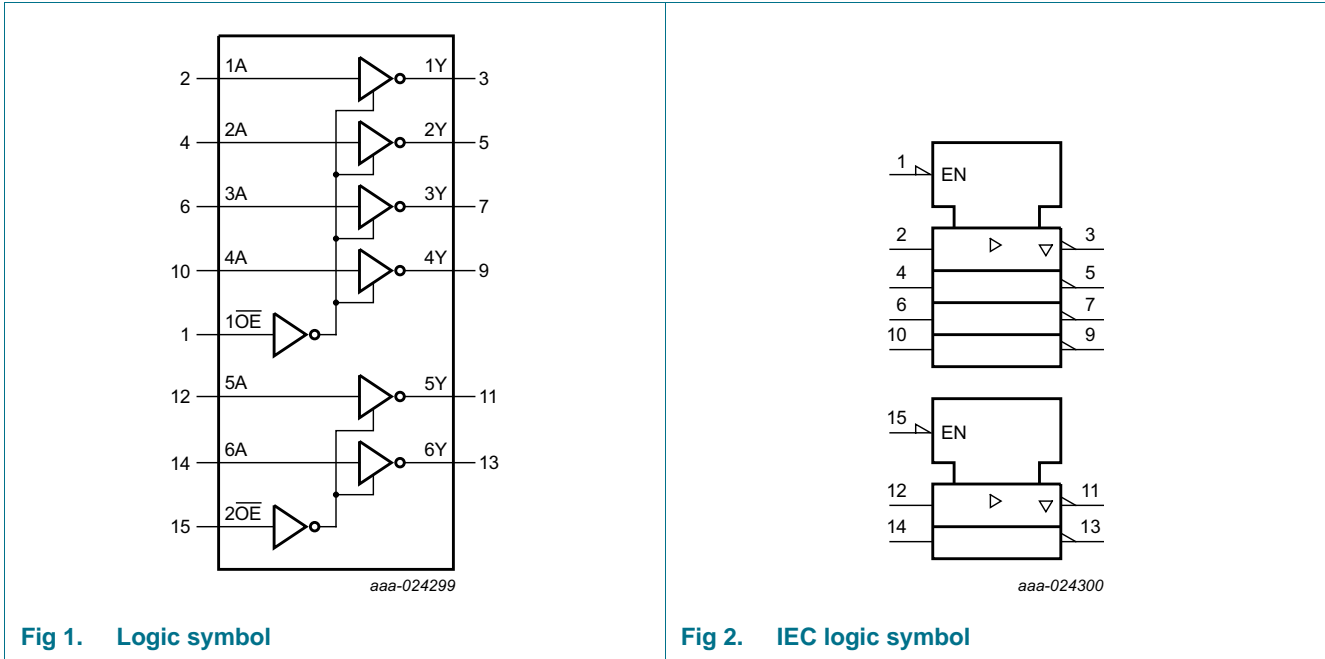 2 1A 1Y 3
4 2A 2Y 5
6 3A 3Y 7
10 4A 4Y 9
1 1O̅E̅
12 5A 5Y 11
14 6A 6Y 13
15 2O̅E̅
aaa-024299
Fig 1. Logic symbol
1 EN
2 3
4 5
6 7
10 9
15 EN
12 11
14 13
aaa-024300
Fig 2. IEC logic symbol